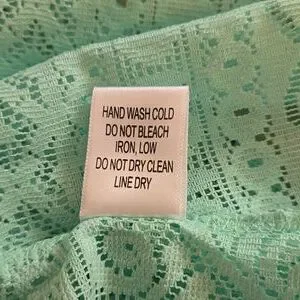 HAND WASH COLD
DO NOT BLEACH
IRON, LOW
DO NOT DRY CLEAN
LINE DRY